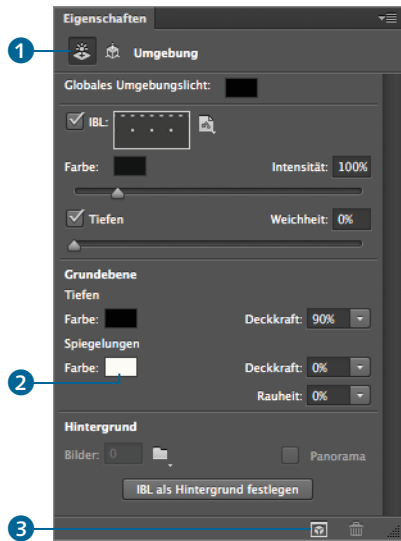 Eigenschaften
1
Umgebung
Globales Umgebungslicht:
IBL:
Farbe: Intensität: 100%
Tiefen Weichheit: 0%
Grundebene
Tiefen
Farbe: Deckkraft: 90%
Spiegelungen
Farbe: Deckkraft: 0%
2
Rauheit: 0%
Hintergrund
Bilder: 0 Panorama
IBL als Hintergrund festlegen
3